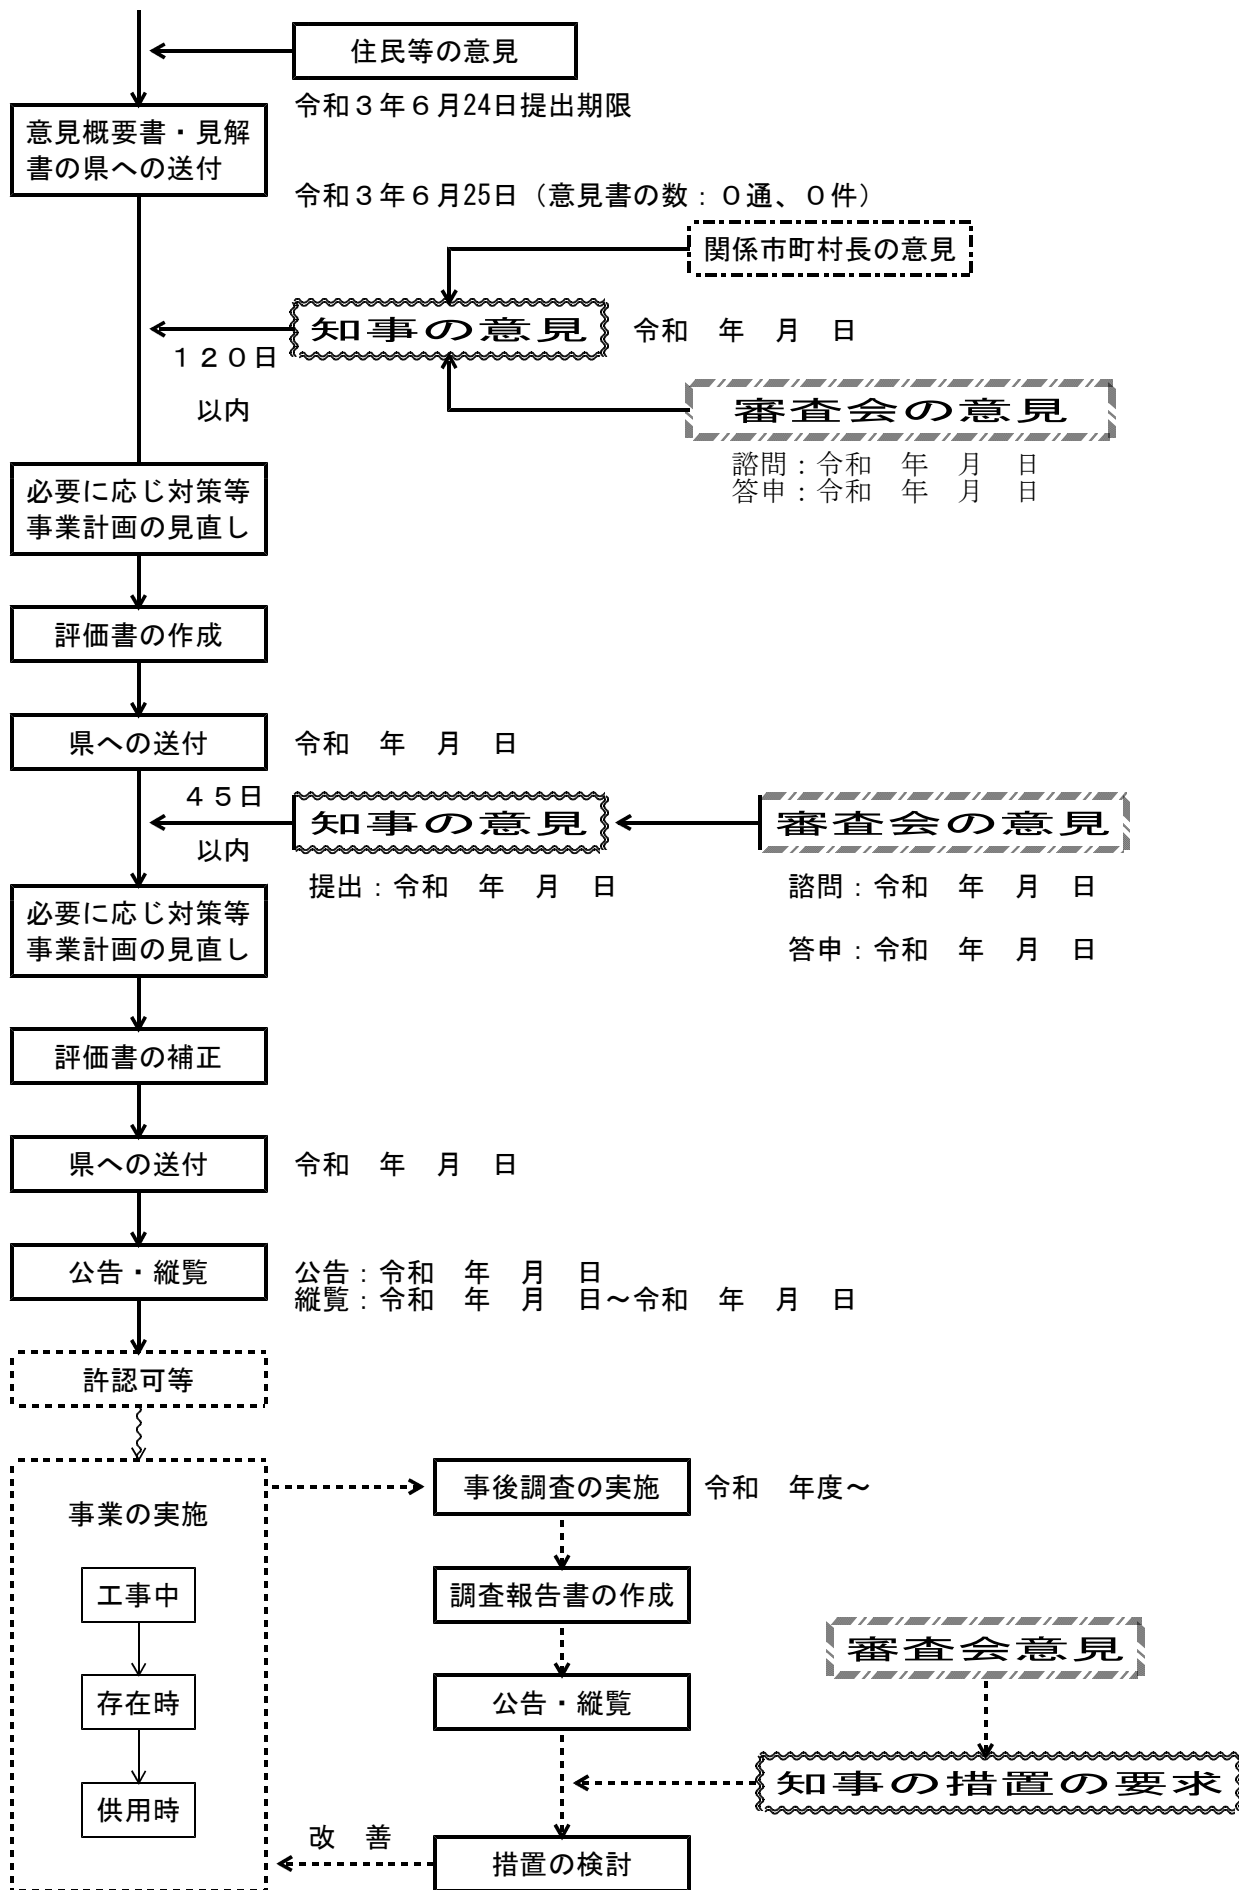 住民等の意見
令和３年６月24日提出期限
意見概要書・見解
書の県への送付
令和３年６月25日（意見書の数：０通、０件）
関係市町村長の意見
知事の意見　令和　年　月　日
１２０日
以内
審査会の意見
諮問：令和　年　月　日
答申：令和　年　月　日
必要に応じ対策等
事業計画の見直し
評価書の作成
県への送付　令和　年　月　日
４５日
以内
知事の意見
審査会の意見
提出：令和　年　月　日
諮問：令和　年　月　日
答申：令和　年　月　日
必要に応じ対策等
事業計画の見直し
評価書の補正
県への送付　令和　年　月　日
公告・縦覧
公告：令和　年　月　日
縦覧：令和　年　月　日～令和　年　月　日
許認可等
事業の実施
工事中
存在時
供用時
事後調査の実施　令和　年度～
調査報告書の作成
審査会意見
公告・縦覧
知事の措置の要求
改　善
措置の検討